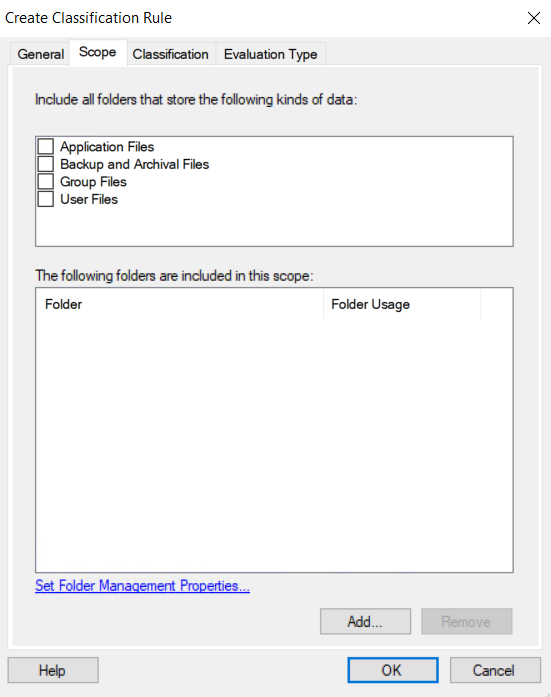 Create Classification Rule
General Scope Classification Evaluation Type
Include all folders that store the following kinds of data:
Application Files
Backup and Archival Files
Group Files
User Files
The following folders are included in this scope:
Folder Folder Usage
Set Folder Management Properties...
Add... Remove
Help OK Cancel